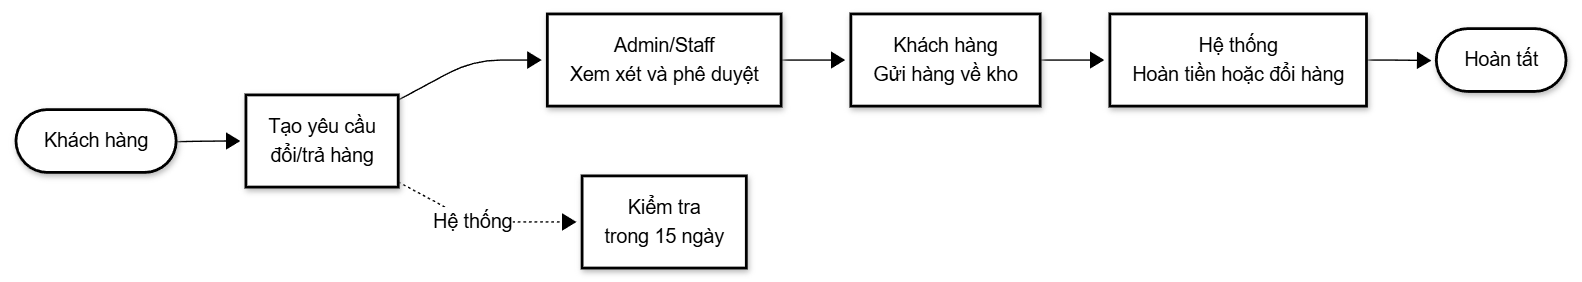 Khách hàng
Tạo yêu cầu
đổi/trả hàng
Admin/Staff
Xem xét và phê duyệt
Khách hàng
Gửi hàng về kho
Hệ thống
Hoàn tiền hoặc đổi hàng
Hoàn tất
Hệ thống
Kiểm tra
trong 15 ngày